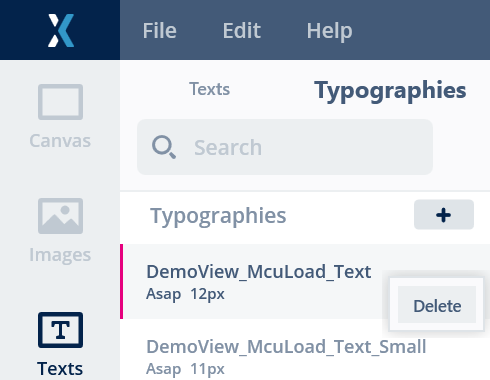 File Edit Help
Texts Typographies
Canvas
Search
Images
Typographies
DemoView_McuLoad_Text
Asap 12px
Delete
Texts
DemoView_McuLoad_Text_Small
Asap 11px